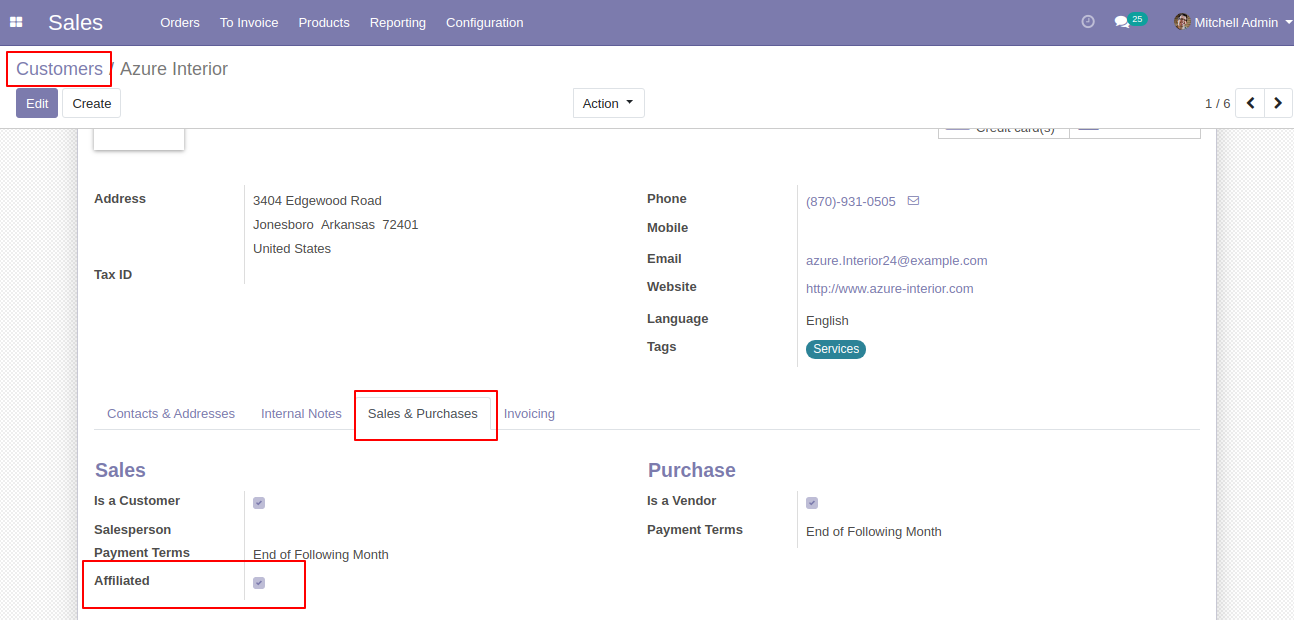 Sales Orders To Invoice Products Reporting Configuration 25 Mitchell Admin
Customers / Azure Interior
Edit Create Action 1 / 6
Credit card(s)
Address 3404 Edgewood Road
Jonesboro Arkansas 72401
United States
Tax ID
Phone (870)-931-0505
Mobile
Email azure.Interior24@example.com
Website http://www.azure-interior.com
Language English
Tags Services
Contacts & Addresses Internal Notes Sales & Purchases Invoicing
Sales
Is a Customer
Salesperson
Payment Terms End of Following Month
Affiliated
Purchase
Is a Vendor
Payment Terms End of Following Month